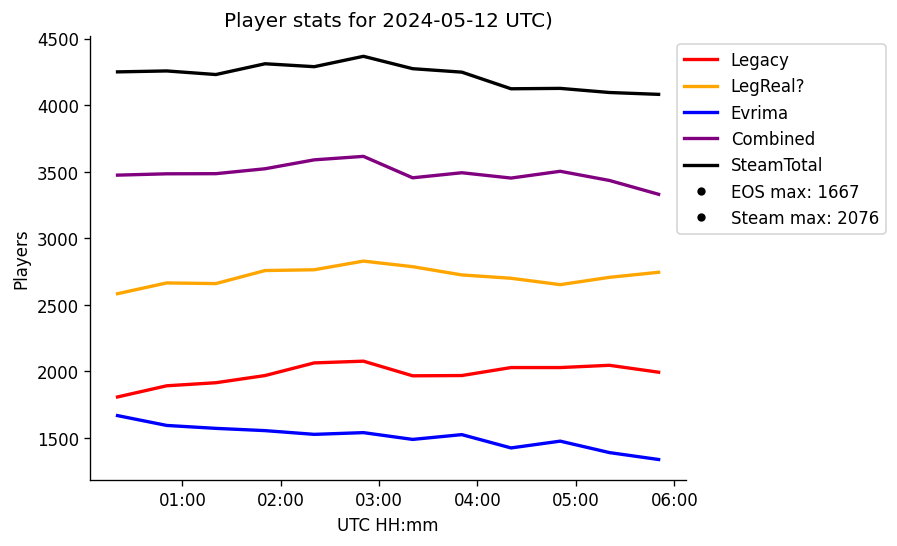 Player stats for 2024-05-12 UTC)
4500
4000
3500
3000
2500
2000
1500
Players
01:00 02:00 03:00 04:00 05:00 06:00
UTC HH:mm
Legacy
LegReal?
Evrima
Combined
SteamTotal
EOS max: 1667
Steam max: 2076